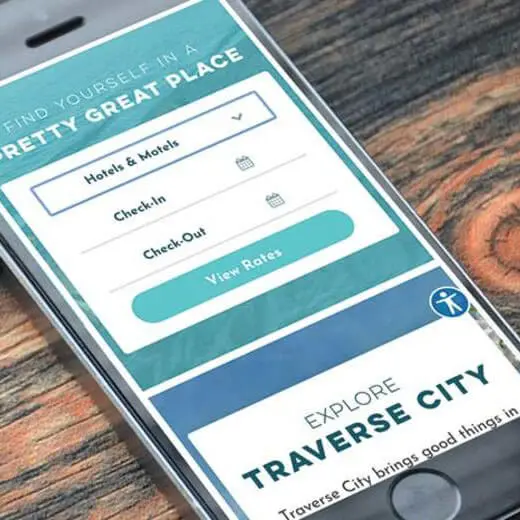 FIND YOURSELF IN A
PRETTY GREAT PLACE
Hotels & Motels
Check-In
Check-Out
View Rates
EXPLORE
TRAVERSE CITY
Traverse City brings good things in